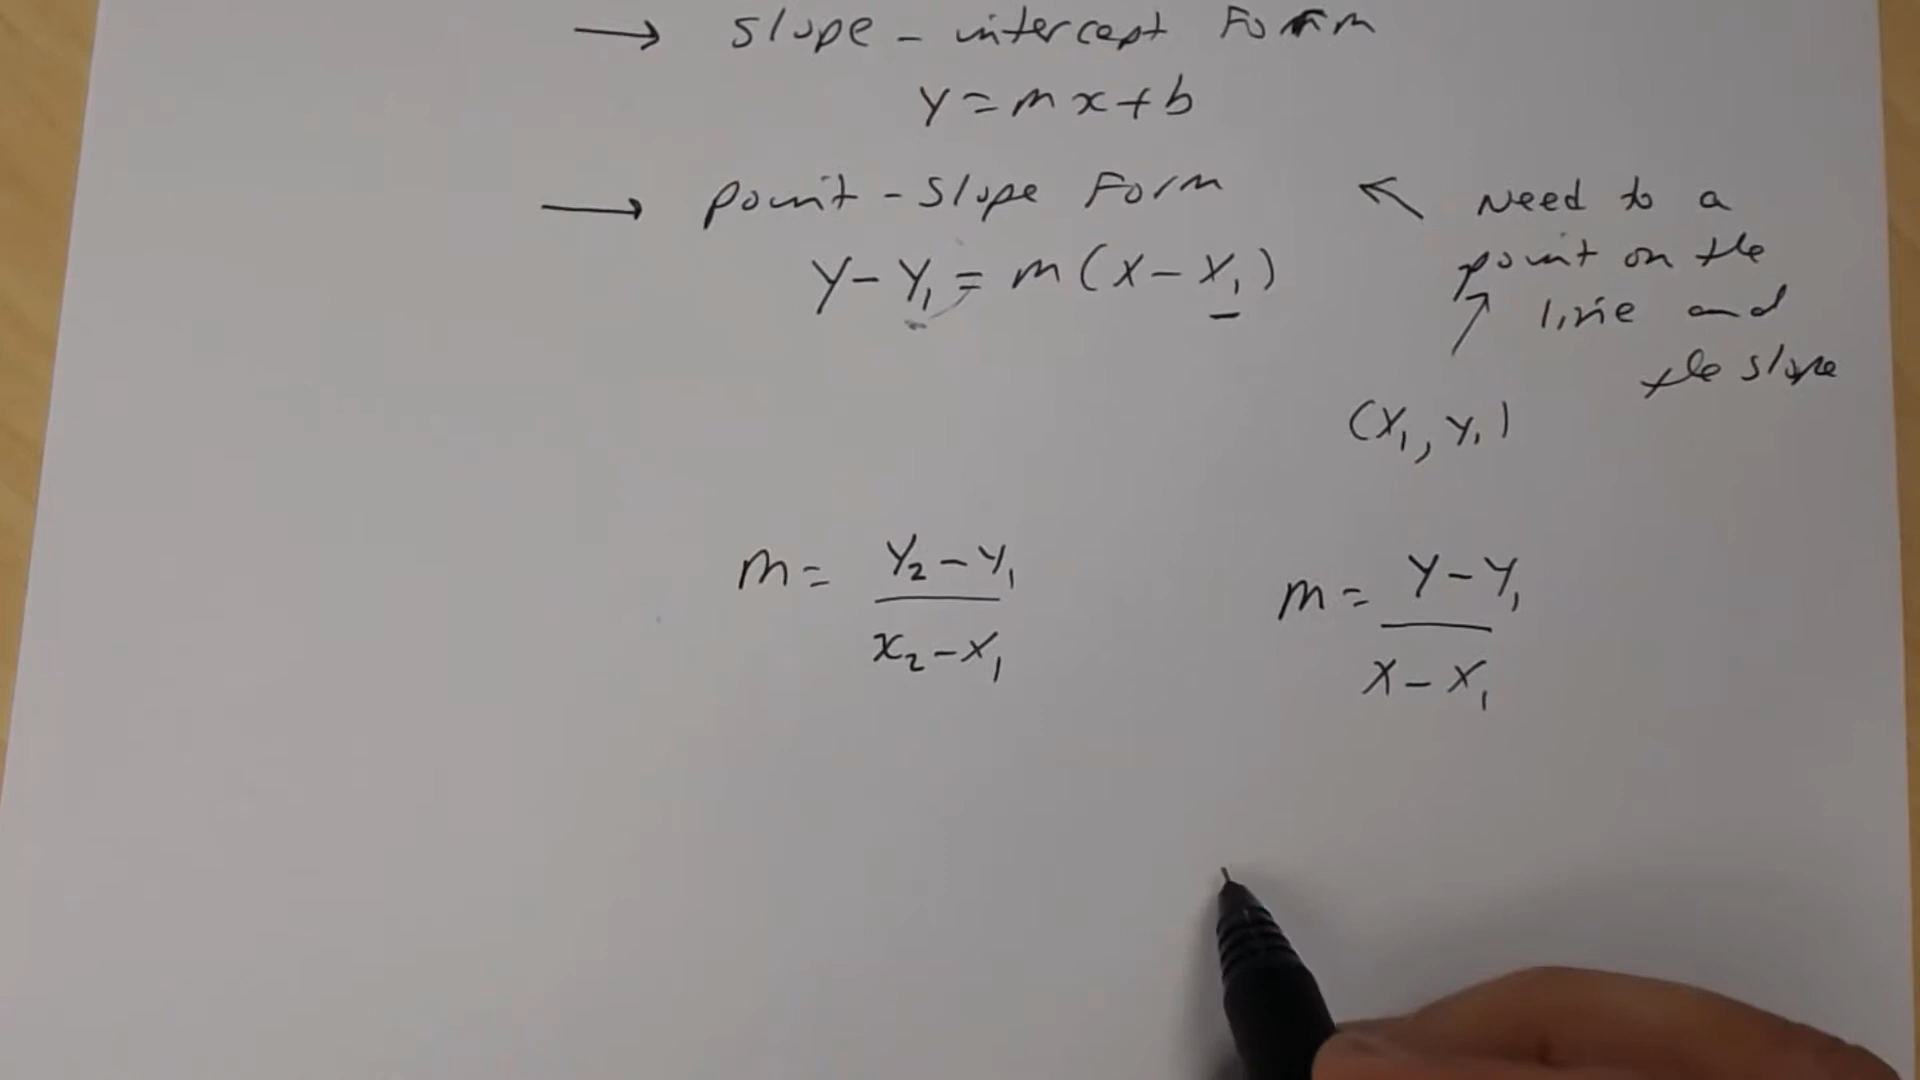 → slope - intercept Form
y = mx + b
→ point - slope Form
y - y₁ = m(x - x₁)
← Need to a
point on the
line and
the slope
↗
(x₁, y₁)
m = (y₂ - y₁)/(x₂ - x₁)
m = (y - y₁)/(x - x₁)